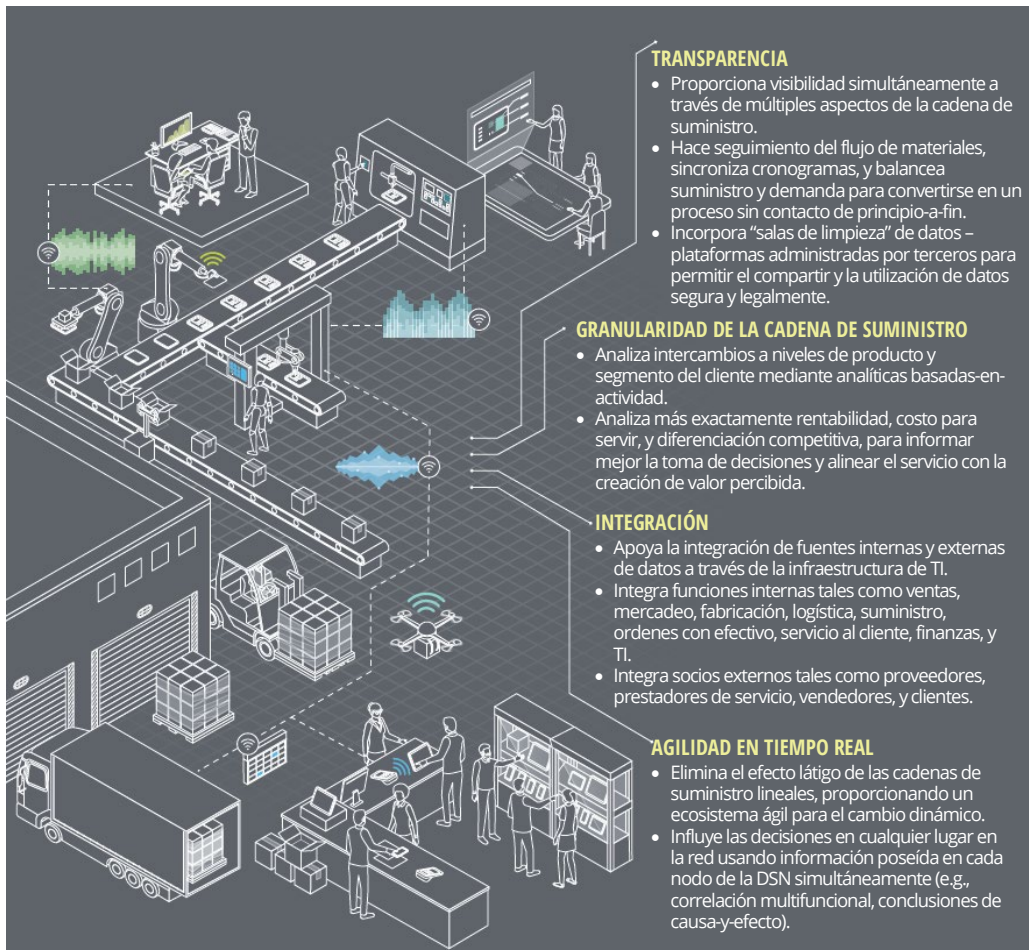 TRANSPARENCIA
• Proporciona visibilidad simultáneamente a
través de múltiples aspectos de la cadena de
suministro.
• Hace seguimiento del flujo de materiales,
sincroniza cronogramas, y balancea
suministro y demanda para convertirse en un
proceso sin contacto de principio-a-fin.
• Incorpora “salas de limpieza” de datos –
plataformas administradas por terceros para
permitir el compartir y la utilización de datos
segura y legalmente.
GRANULARIDAD DE LA CADENA DE SUMINISTRO
• Analiza intercambios a niveles de producto y
segmento del cliente mediante analíticas basadas-en-
actividad.
• Analiza más exactamente rentabilidad, costo para
servir, y diferenciación competitiva, para informar
mejor la toma de decisiones y alinear el servicio con la
creación de valor percibida.
INTEGRACIÓN
• Apoya la integración de fuentes internas y externas
de datos a través de la infraestructura de TI.
• Integra funciones internas tales como ventas,
mercadeo, fabricación, logística, suministro,
ordenes con efectivo, servicio al cliente, finanzas, y
TI.
• Integra socios externos tales como proveedores,
prestadores de servicio, vendedores, y clientes.
AGILIDAD EN TIEMPO REAL
• Elimina el efecto látigo de las cadenas de
suministro lineales, proporcionando un
ecosistema ágil para el cambio dinámico.
• Influye las decisiones en cualquier lugar en
la red usando información poseída en cada
nodo de la DSN simultáneamente (e.g.,
correlación multifuncional, conclusiones de
causa-y-efecto).